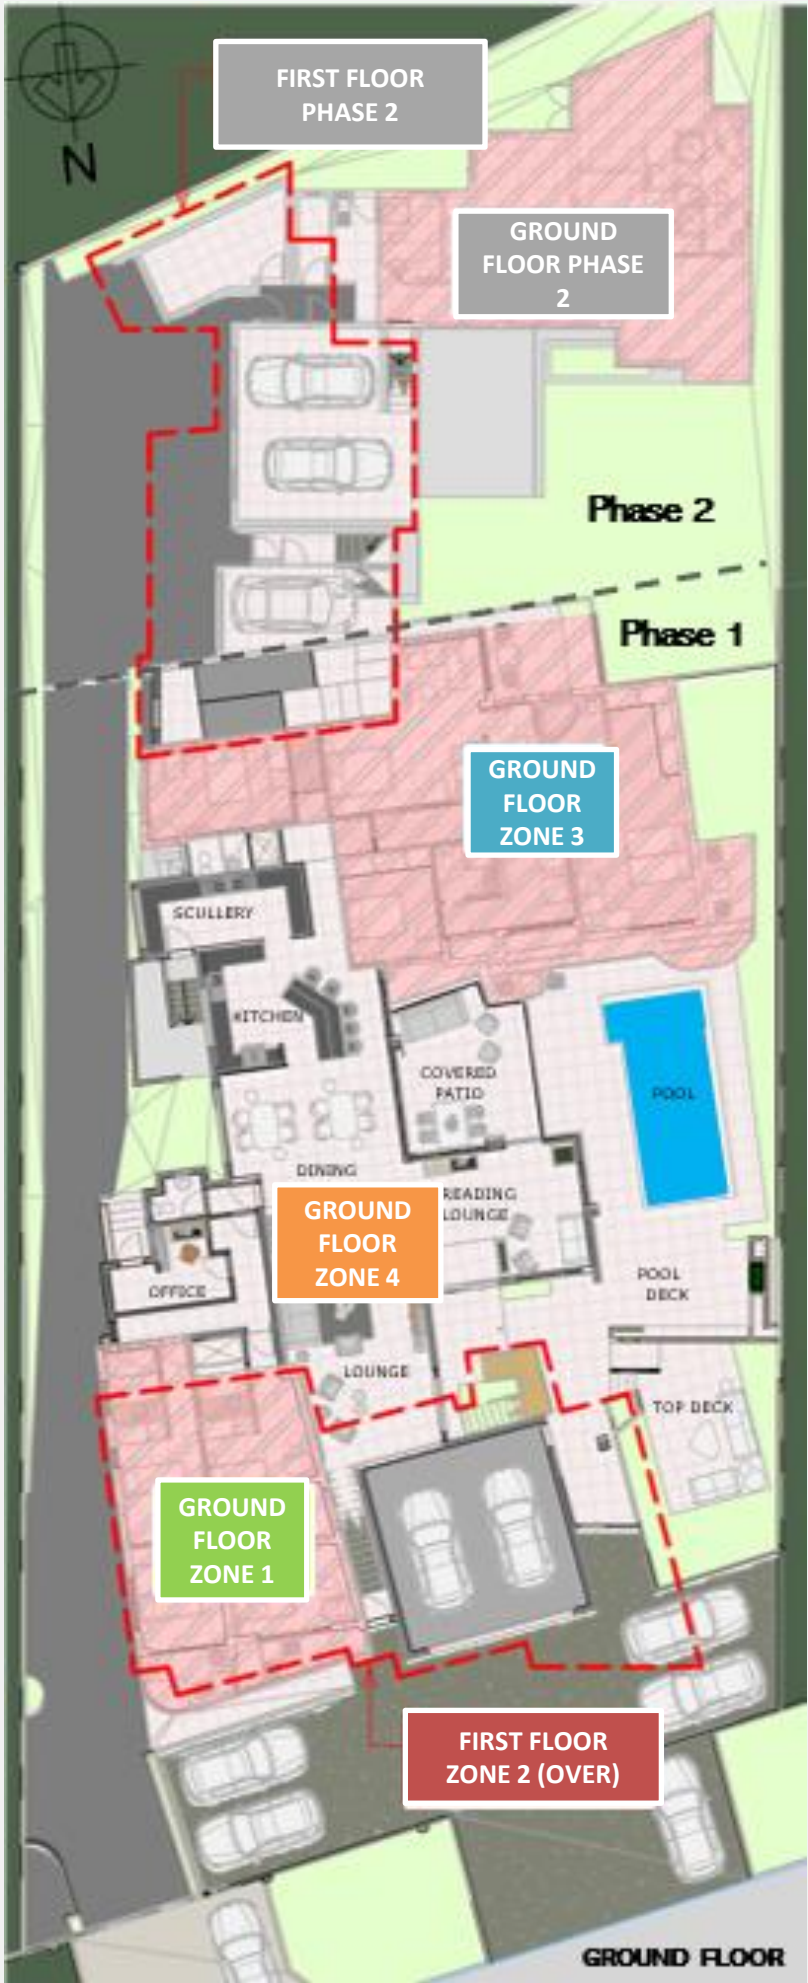 N
FIRST FLOOR
PHASE 2
GROUND
FLOOR PHASE
2
Phase 2
Phase 1
GROUND
FLOOR
ZONE 3
SCULLERY
KITCHEN
COVERED
PATIO
POOL
DINING
READING
LOUNGE
GROUND
FLOOR
ZONE 4
OFFICE
POOL
DECK
LOUNGE
TOP DECK
GROUND
FLOOR
ZONE 1
FIRST FLOOR
ZONE 2 (OVER)
GROUND FLOOR